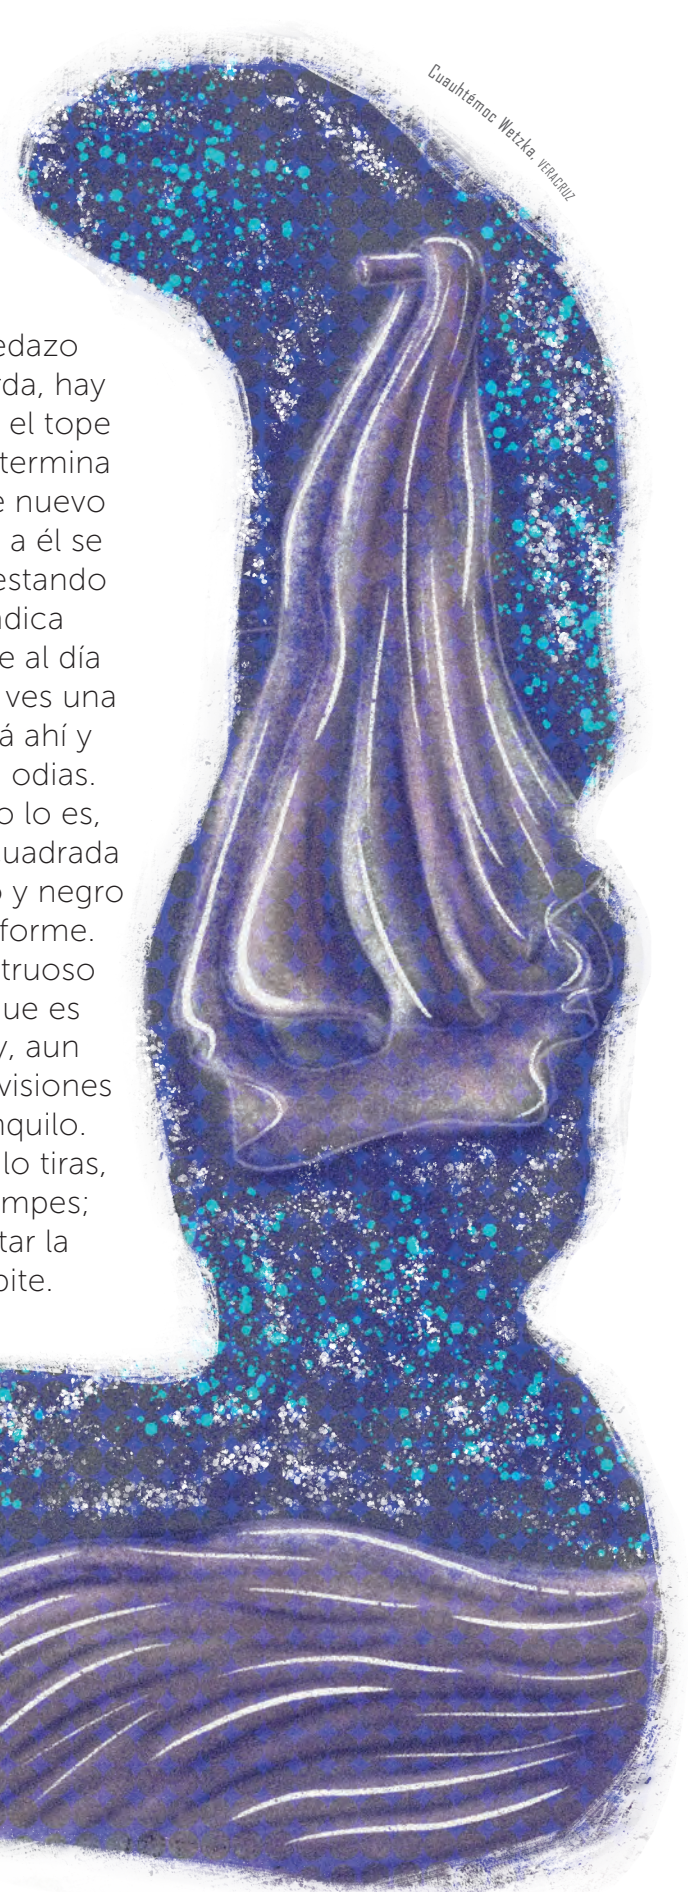 Cuauhtémoc Wetzka, VERACRUZ
edazo
rda, hay
el tope
termina
e nuevo
a él se
estando
ndica
e al día
ves una
á ahí y
odias.
o lo es,
uadrada
o y negro
forme.
truoso
ue es
y, aun
visiones
nquilo.
lo tiras,
mpes;
tar la
bite.